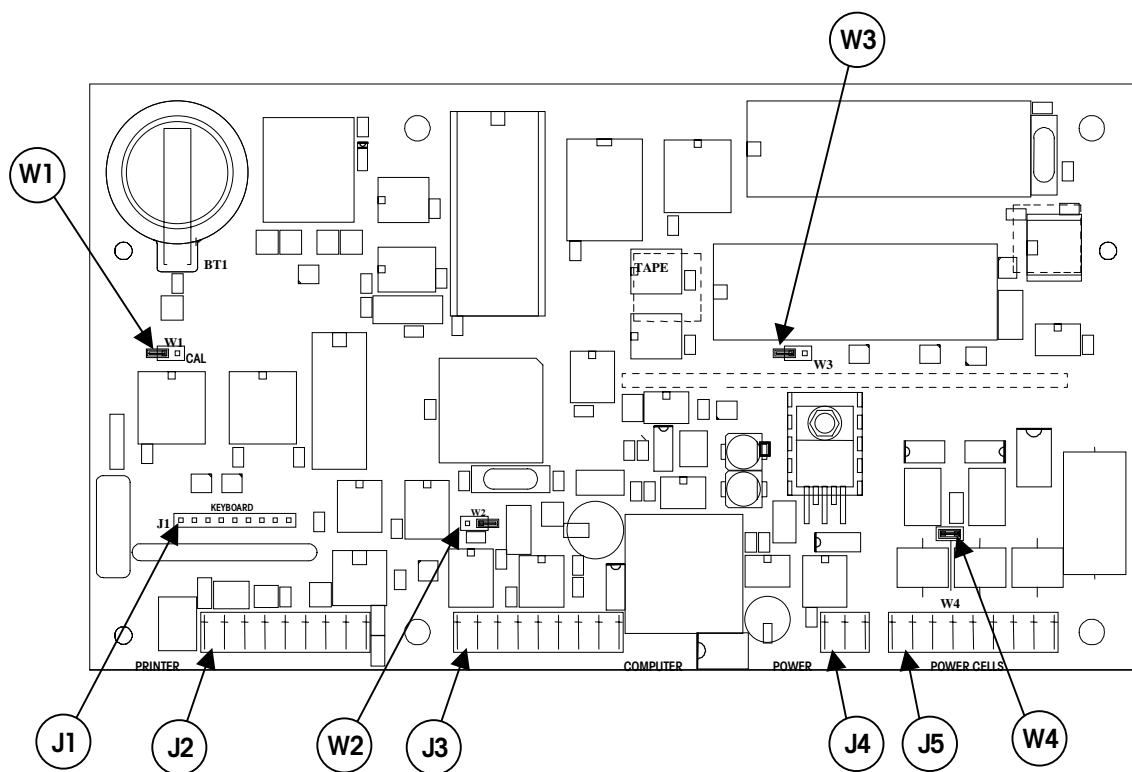 W3
W1
BT1
TAPE
W1
CAL
W3
KEYBOARD
J1
W2
W4
PRINTER
COMPUTER
POWER
POWER CELLS
J1
J2
W2
J3
J4
J5
W4